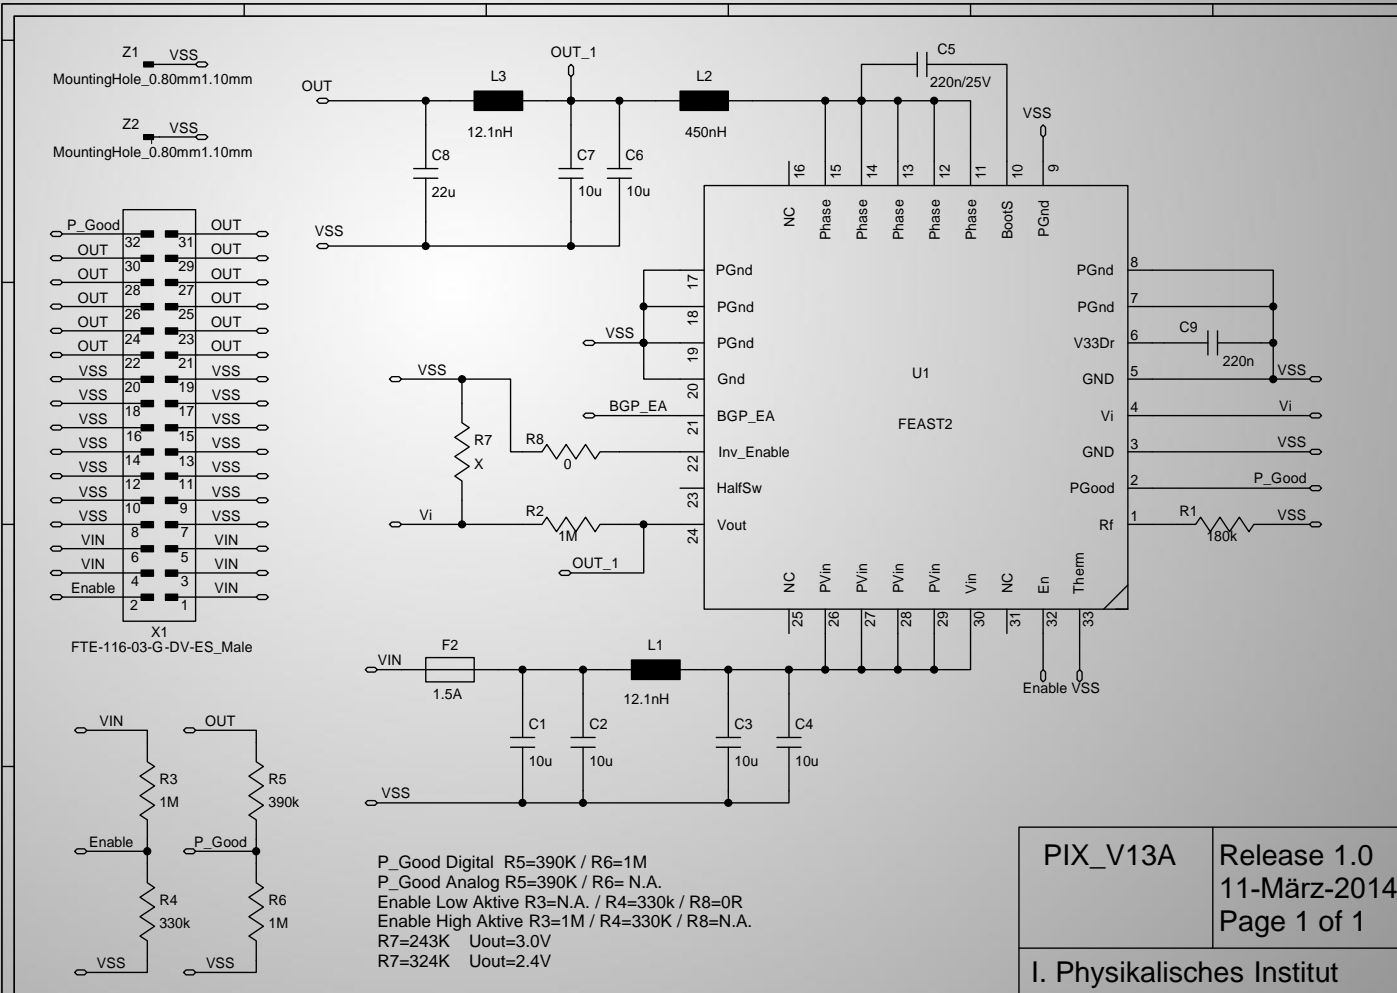 Z1 VSS
MountingHole_0.80mm1.10mm
Z2 VSS
MountingHole_0.80mm1.10mm
P_Good 32 31 OUT
OUT 30 29 OUT
OUT 28 27 OUT
OUT 26 25 OUT
OUT 24 23 OUT
OUT 22 21 OUT
VSS 20 19 VSS
VSS 18 17 VSS
VSS 16 15 VSS
VSS 14 13 VSS
VSS 12 11 VSS
VSS 10 9 VSS
VSS 8 7 VSS
VIN 6 5 VIN
VIN 4 3 VIN
Enable 2 1 VIN
X1
FTE-116-03-G-DV-ES_Male
OUT
L3
12.1nH
OUT_1
L2
450nH
C5
220n/25V
C8
22u
C7
10u
C6
10u
VSS
VSS
16 15 14 13 12 11 10 9
NC Phase Phase Phase Phase Phase BootS PGnd
17 PGnd
18 PGnd
VSS
19 PGnd
20 Gnd
BGP_EA
21 BGP_EA
22 Inv_Enable
23 HalfSw
24 Vout
U1
FEAST2
PGnd 8
PGnd 7
V33Dr 6
C9
220n
GND 5 VSS
Vi 4 Vi
GND 3 VSS
PGood 2 P_Good
Rf 1
R1
180k
VSS
VSS
R7
X
R8
0
Vi
R2
1M
OUT_1
NC PVin PVin PVin PVin Vin NC En Therm
25 26 27 28 29 30 31 32 33
Enable VSS
VIN
F2
1.5A
L1
12.1nH
C1
10u
C2
10u
C3
10u
C4
10u
VSS
VIN
R3
1M
Enable
R4
330k
VSS
OUT
R5
390k
P_Good
R6
1M
VSS
P_Good Digital R5=390K / R6=1M
P_Good Analog R5=390K / R6= N.A.
Enable Low Aktive R3=N.A. / R4=330k / R8=0R
Enable High Aktive R3=1M / R4=330K / R8=N.A.
R7=243K Uout=3.0V
R7=324K Uout=2.4V
PIX_V13A
Release 1.0
11-März-2014
Page 1 of 1
I. Physikalisches Institut